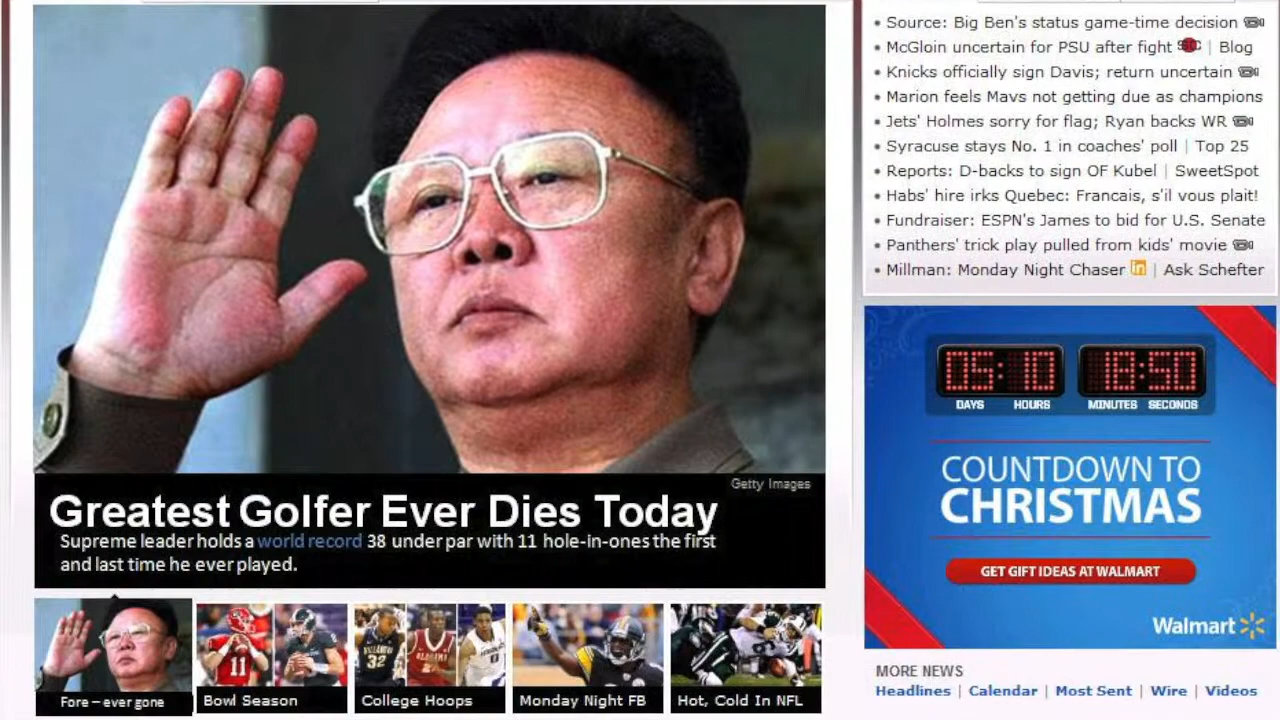 Getty Images
Greatest Golfer Ever Dies Today
Supreme leader holds a world record 38 under par with 11 hole-in-ones the first
and last time he ever played.
Fore – ever gone
11
Bowl Season
VILLANOVA
32
ALABAMA
College Hoops
Monday Night FB
Hot, Cold In NFL
• Source: Big Ben's status game-time decision
• McGloin uncertain for PSU after fight | Blog
• Knicks officially sign Davis; return uncertain
• Marion feels Mavs not getting due as champions
• Jets' Holmes sorry for flag; Ryan backs WR
• Syracuse stays No. 1 in coaches' poll | Top 25
• Reports: D-backs to sign OF Kubel | SweetSpot
• Habs' hire irks Quebec: Francais, s'il vous plait!
• Fundraiser: ESPN's James to bid for U.S. Senate
• Panthers' trick play pulled from kids' movie
• Millman: Monday Night Chaser in | Ask Schefter
05:10 18:50
DAYS HOURS MINUTES SECONDS
COUNTDOWN TO
CHRISTMAS
GET GIFT IDEAS AT WALMART
Walmart
MORE NEWS
Headlines | Calendar | Most Sent | Wire | Videos